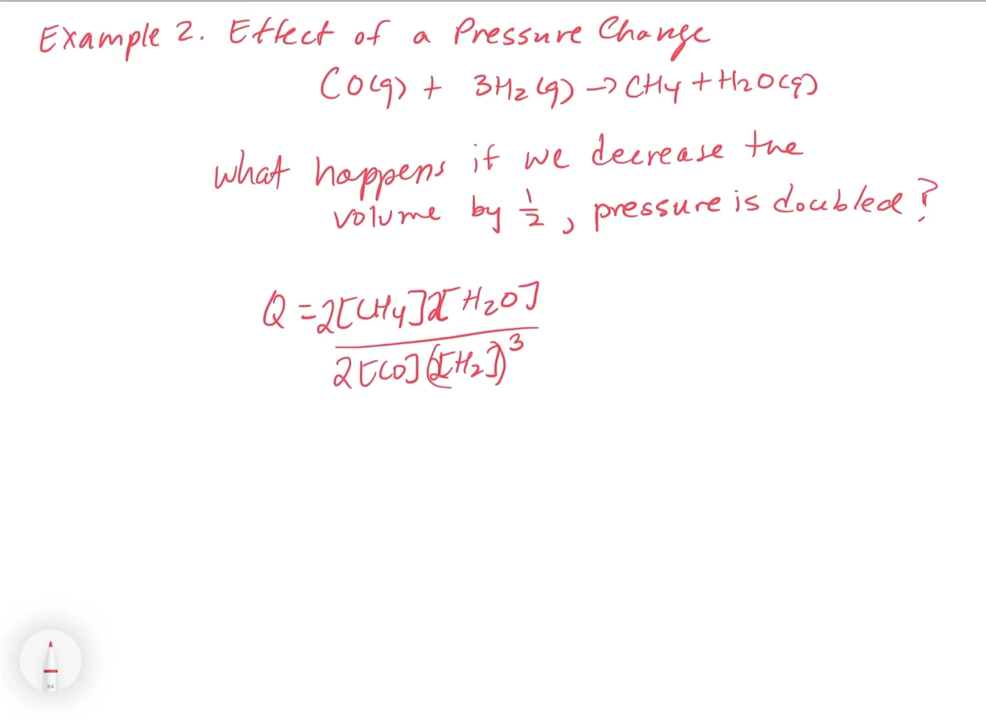 Example 2. Effect of a Pressure Change
CO(g) + 3H₂(g) → CH₄ + H₂O(g)
what happens if we decrease the
volume by 1/2, pressure is doubled?
Q = 2[CH₄]2[H₂O]
2[CO](2[H₂])³